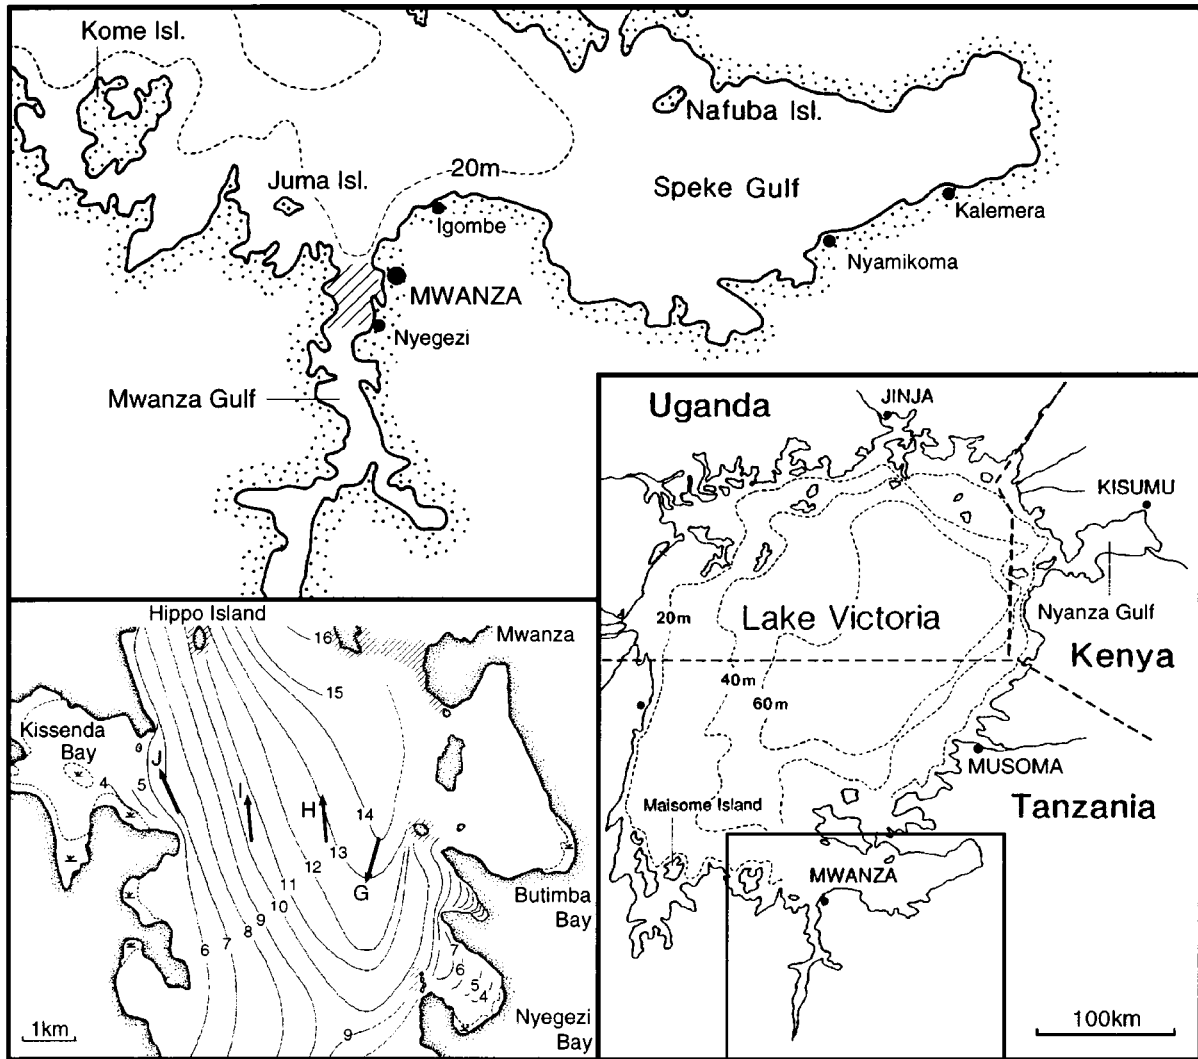 Kome Isl.
Nafuba Isl.
20m
Juma Isl.
Speke Gulf
Igombe
Kalemera
Nyamikoma
MWANZA
Nyegezi
Mwanza Gulf
Uganda
JINJA
KISUMU
Nyanza Gulf
20m
Lake Victoria
Kenya
40m
60m
MUSOMA
Tanzania
Maisome Island
MWANZA
100km
Hippo Island
16
Mwanza
15
Kissenda
Bay
J
4
5
I
H
14
13
12
G
11
10
9
8
7
6
Butimba
Bay
7
6
5
4
9
Nyegezi
Bay
1km